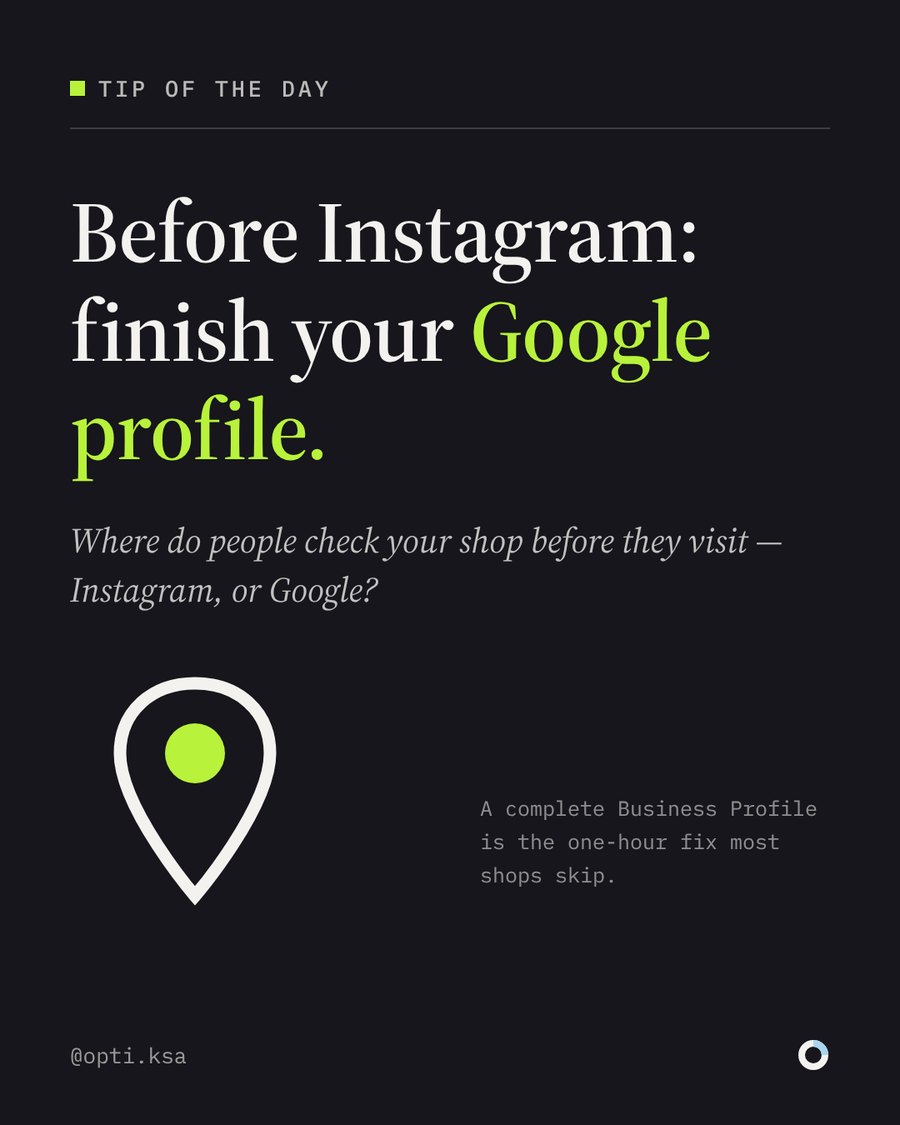 TIP OF THE DAY
Before Instagram:
finish your Google
profile.
Where do people check your shop before they visit —
Instagram, or Google?
A complete Business Profile
is the one-hour fix most
shops skip.
@opti.ksa